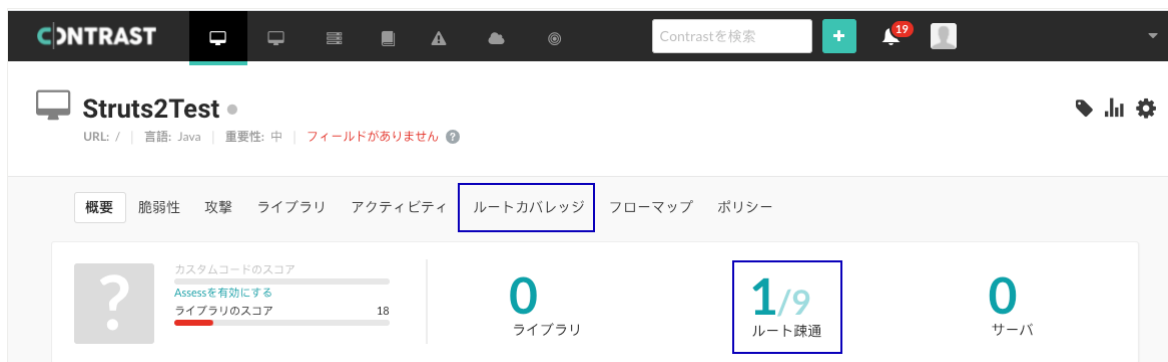 CONTRAST
Contrastを検索
+
19
Struts2Test
URL: / | 言語: Java | 重要性: 中 | フィールドがありません ?
概要 脆弱性 攻撃 ライブラリ アクティビティ ルートカバレッジ フローマップ ポリシー
?
カスタムコードのスコア
Assessを有効にする
ライブラリのスコア 18
0
ライブラリ
1/9
ルート疎通
0
サーバ